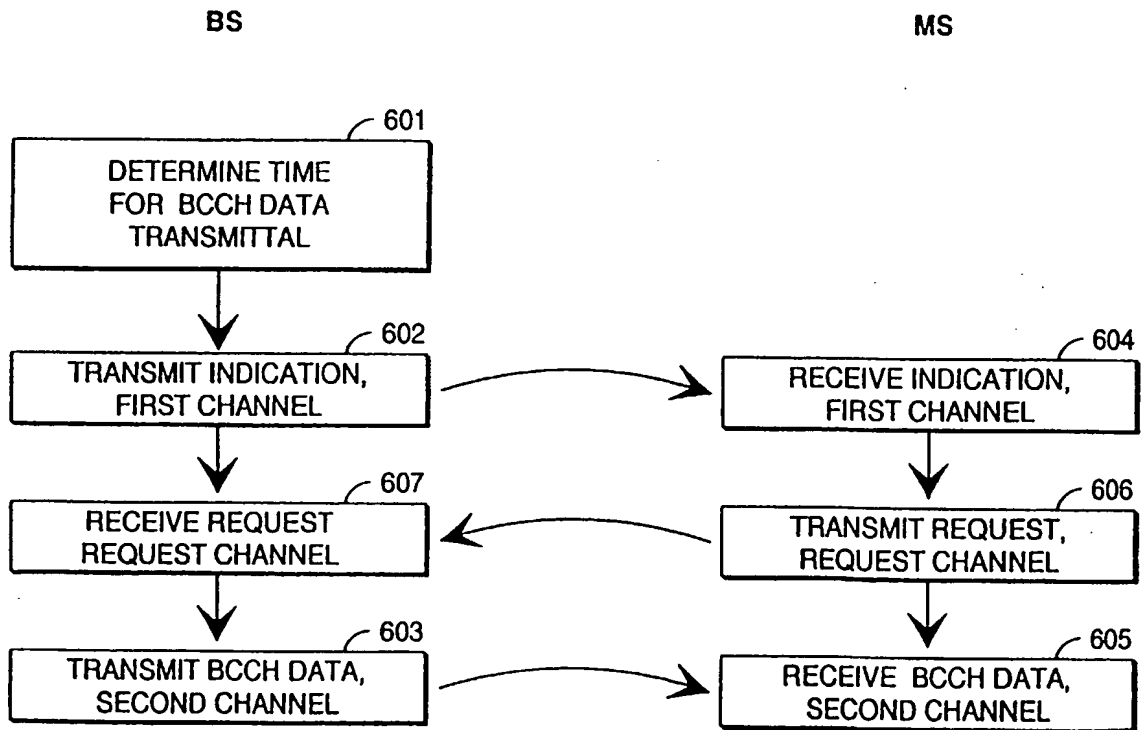 BS
MS
601
DETERMINE TIME
FOR BCCH DATA
TRANSMITTAL
602
TRANSMIT INDICATION,
FIRST CHANNEL
604
RECEIVE INDICATION,
FIRST CHANNEL
607
RECEIVE REQUEST
REQUEST CHANNEL
606
TRANSMIT REQUEST,
REQUEST CHANNEL
603
TRANSMIT BCCH DATA,
SECOND CHANNEL
605
RECEIVE BCCH DATA,
SECOND CHANNEL